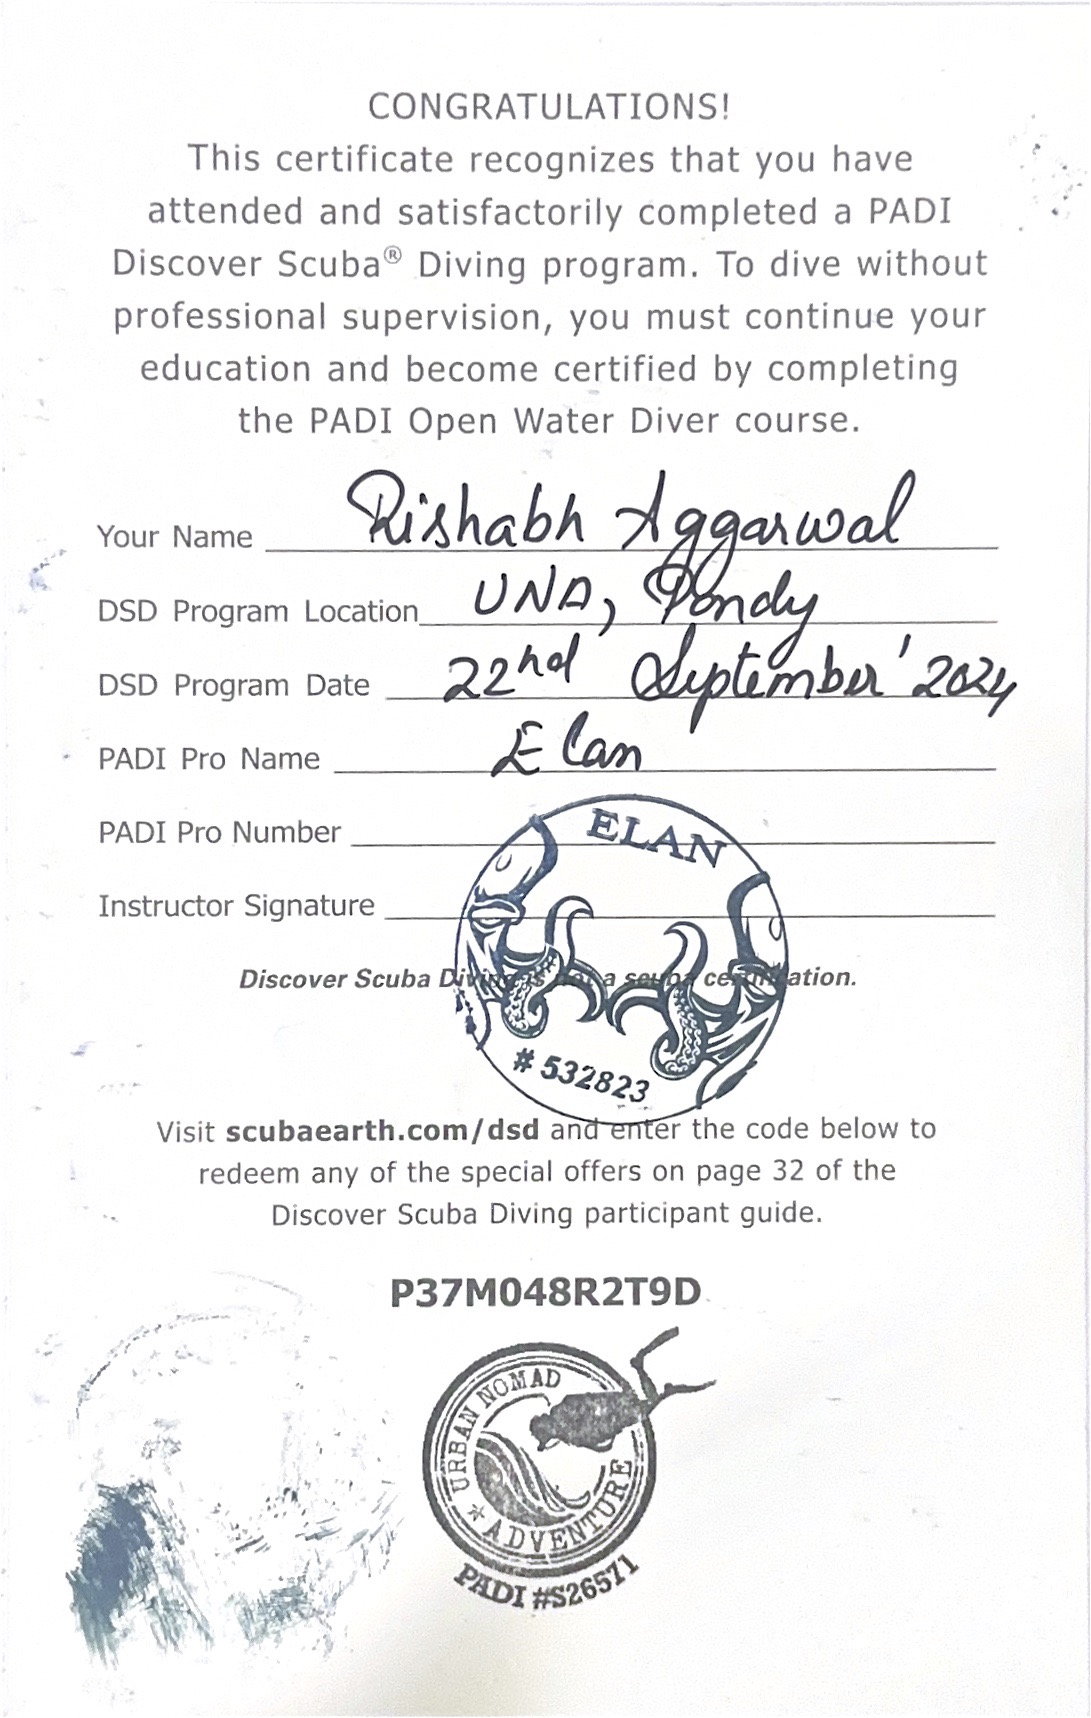 CONGRATULATIONS!
This certificate recognizes that you have
attended and satisfactorily completed a PADI
Discover Scuba® Diving program. To dive without
professional supervision, you must continue your
education and become certified by completing
the PADI Open Water Diver course.
Your Name Rishabh Aggarwal
DSD Program Location UNA, Pondy
DSD Program Date 22nd September' 2024
PADI Pro Name Elan
PADI Pro Number
ELAN
Instructor Signature
Discover Scuba Diving is not a scuba certification.
# 532823
Visit scubaearth.com/dsd and enter the code below to
redeem any of the special offers on page 32 of the
Discover Scuba Diving participant guide.
P37M048R2T9D
URBAN NOMAD
ADVENTURE
PADI #S26571